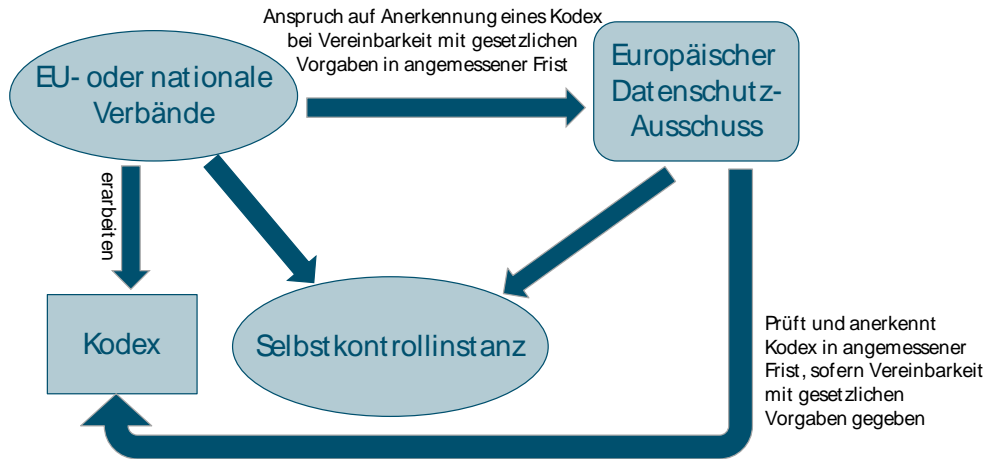 Anspruch auf Anerkennung eines Kodex
bei Vereinbarkeit mit gesetzlichen
Vorgaben in angemessener Frist
EU- oder nationale
Verbände
Europäischer
Datenschutz-
Ausschuss
erarbeiten
Kodex
Selbstkontrollinstanz
Prüft und anerkennt
Kodex in angemessener
Frist, sofern Vereinbarkeit
mit gesetzlichen
Vorgaben gegeben